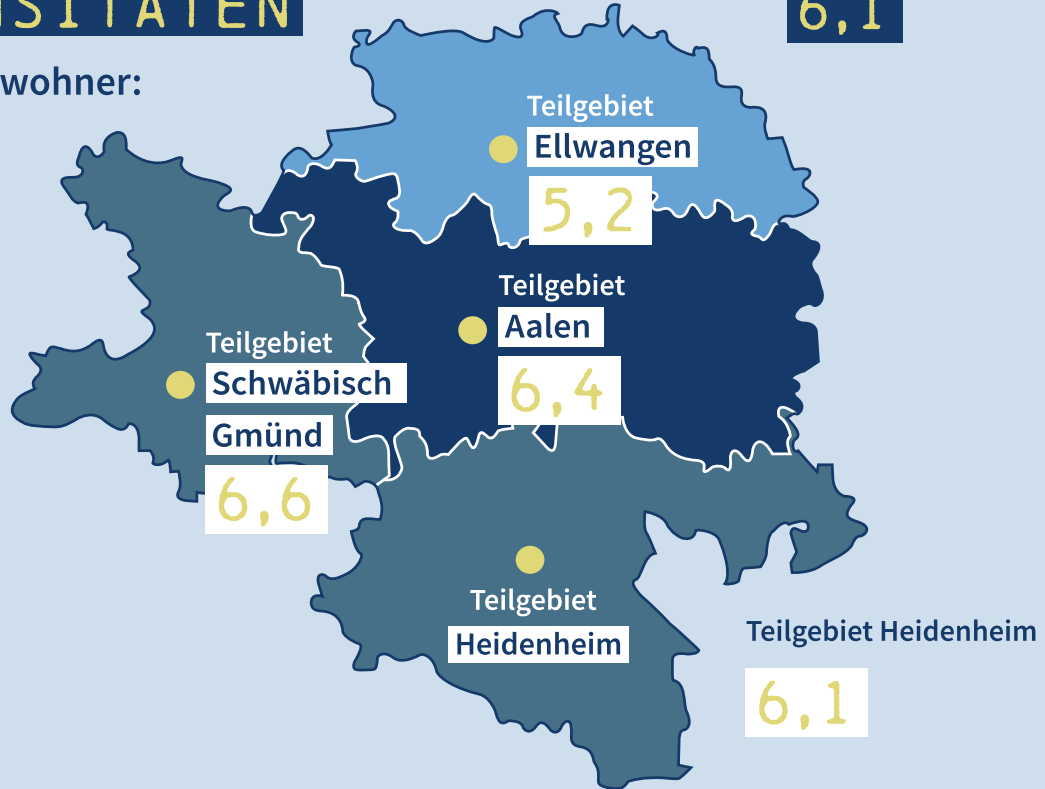 SITÄTEN
6,1
wohner:
Teilgebiet
Ellwangen
5,2
Teilgebiet
Aalen
6,4
Teilgebiet
Schwäbisch
Gmünd
6,6
Teilgebiet
Heidenheim
Teilgebiet Heidenheim
6,1